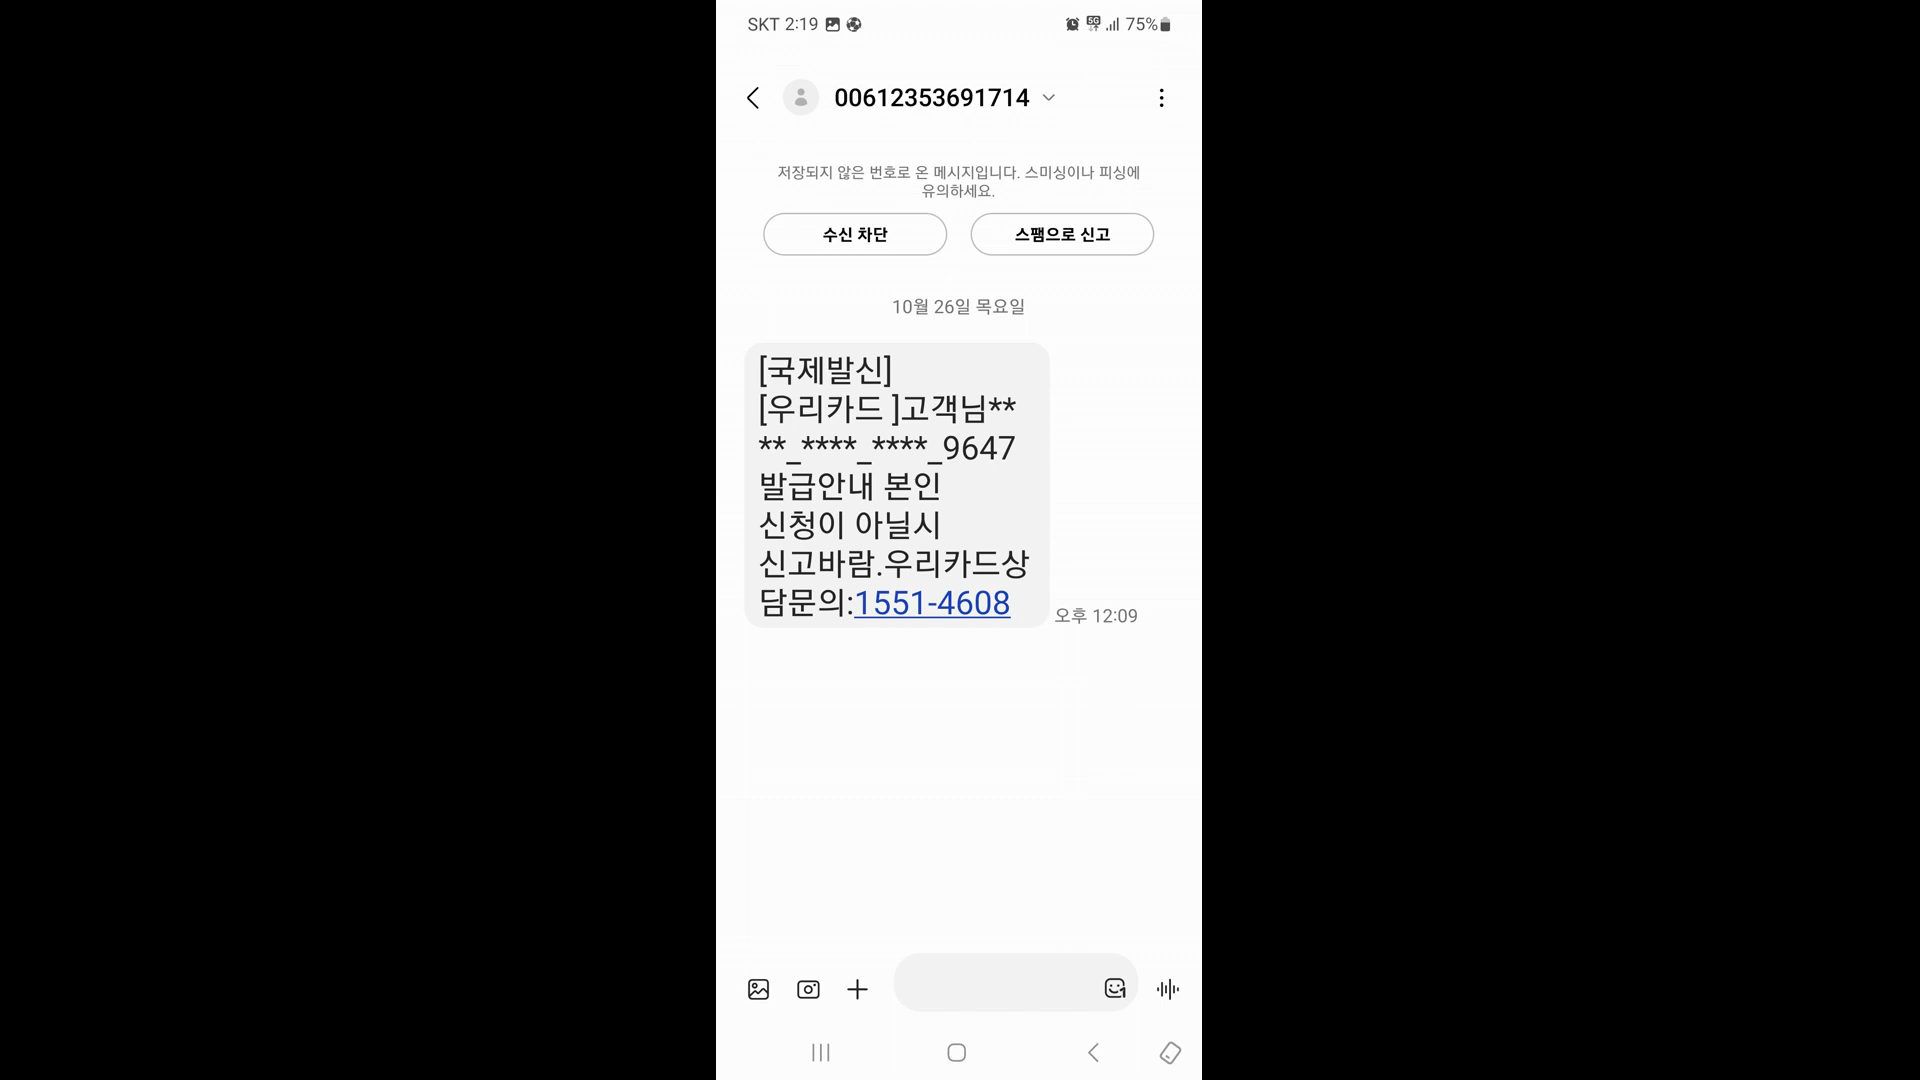 SKT 2:19
5G
75%
00612353691714
저장되지 않은 번호로 온 메시지입니다. 스미싱이나 피싱에
유의하세요.
수신 차단
스팸으로 신고
10월 26일 목요일
[국제발신]
[우리카드 ]고객님**
**_****_****_9647
발급안내 본인
신청이 아닐시
신고바람.우리카드상
담문의:1551-4608
오후 12:09